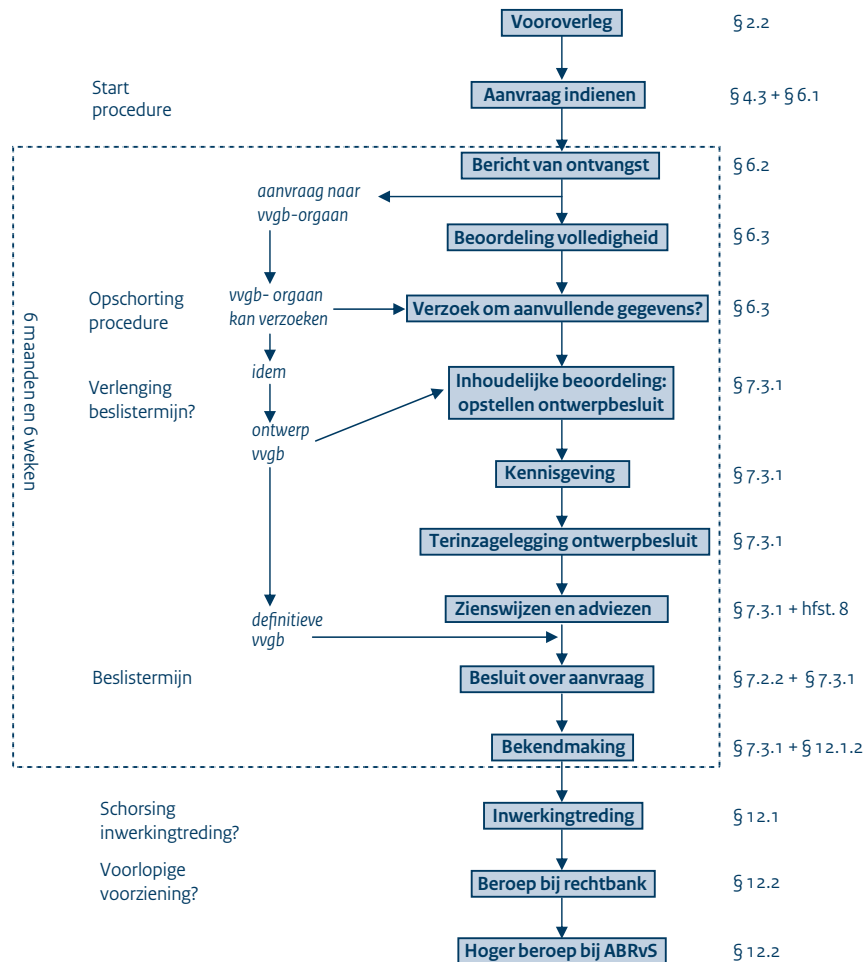 Vooroverleg
§ 2.2
Start
procedure
Aanvraag indienen
§ 4.3 + § 6.1
Bericht van ontvangst
§ 6.2
aanvraag naar
vvgb-orgaan
Beoordeling volledigheid
§ 6.3
Opschorting
procedure
vvgb- orgaan
kan verzoeken
Verzoek om aanvullende gegevens?
§ 6.3
6 maanden en 6 weken
idem
Verlenging
beslistermijn?
Inhoudelijke beoordeling:
opstellen ontwerpbesluit
§ 7.3.1
ontwerp
vvgb
Kennisgeving
§ 7.3.1
Terinzagelegging ontwerpbesluit
§ 7.3.1
Zienswijzen en adviezen
§ 7.3.1 + hfst. 8
definitieve
vvgb
Beslistermijn
Besluit over aanvraag
§ 7.2.2 + § 7.3.1
Bekendmaking
§ 7.3.1 + § 12.1.2
Schorsing
inwerkingtreding?
Inwerkingtreding
§ 12.1
Voorlopige
voorziening?
Beroep bij rechtbank
§ 12.2
Hoger beroep bij ABRvS
§ 12.2